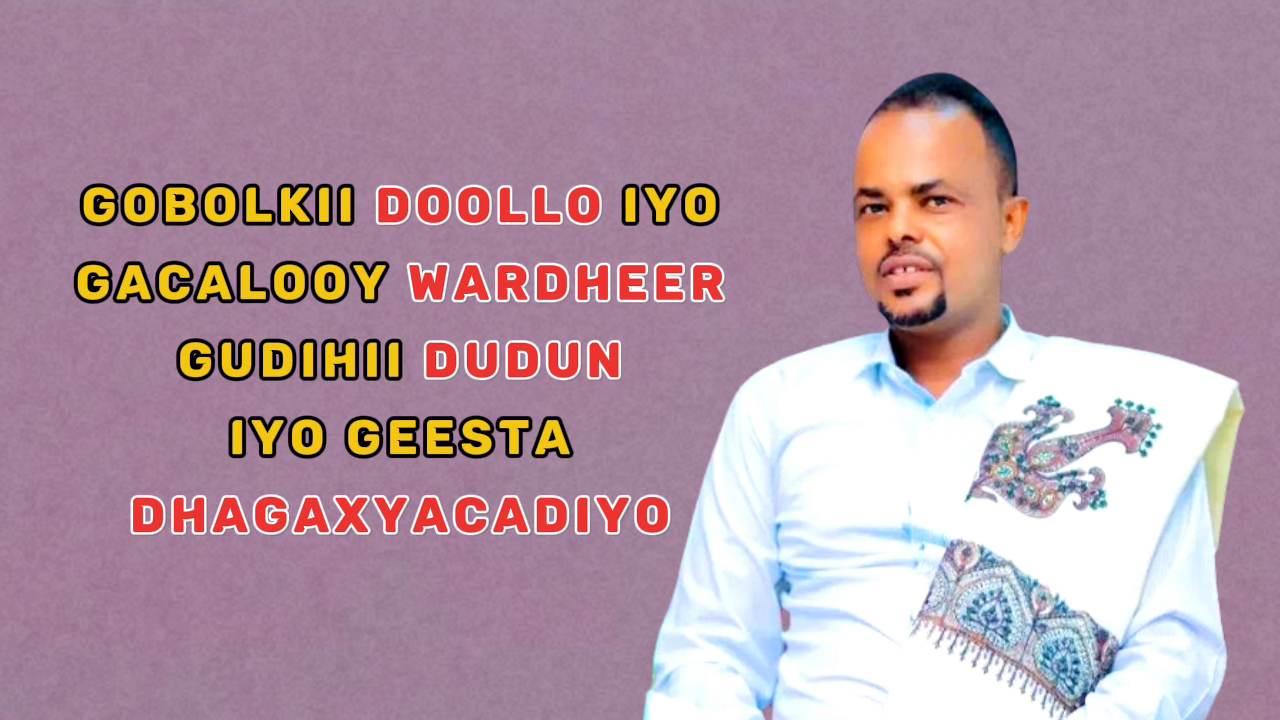 GOBOLKII DOOLLO IYO
GACALOOY WARDHEER
GUDIHII DUDUN
IYO GEESTA
DHAGAXYACADIYO